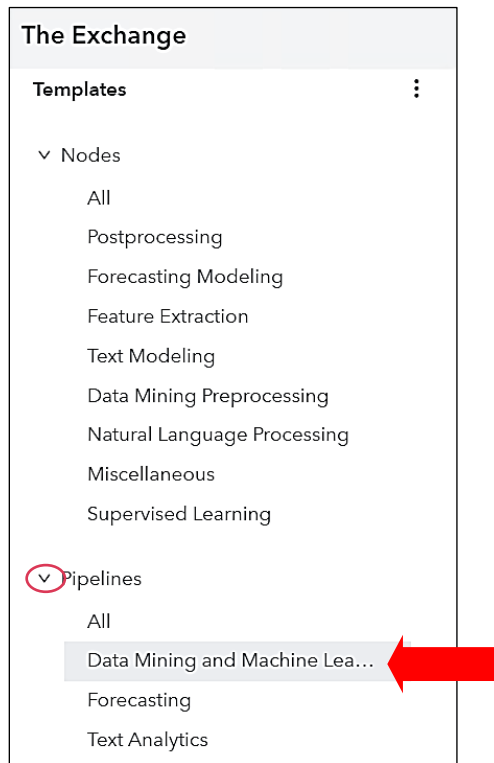 The Exchange
Templates
Nodes
All
Postprocessing
Forecasting Modeling
Feature Extraction
Text Modeling
Data Mining Preprocessing
Natural Language Processing
Miscellaneous
Supervised Learning
Pipelines
All
Data Mining and Machine Lea...
Forecasting
Text Analytics